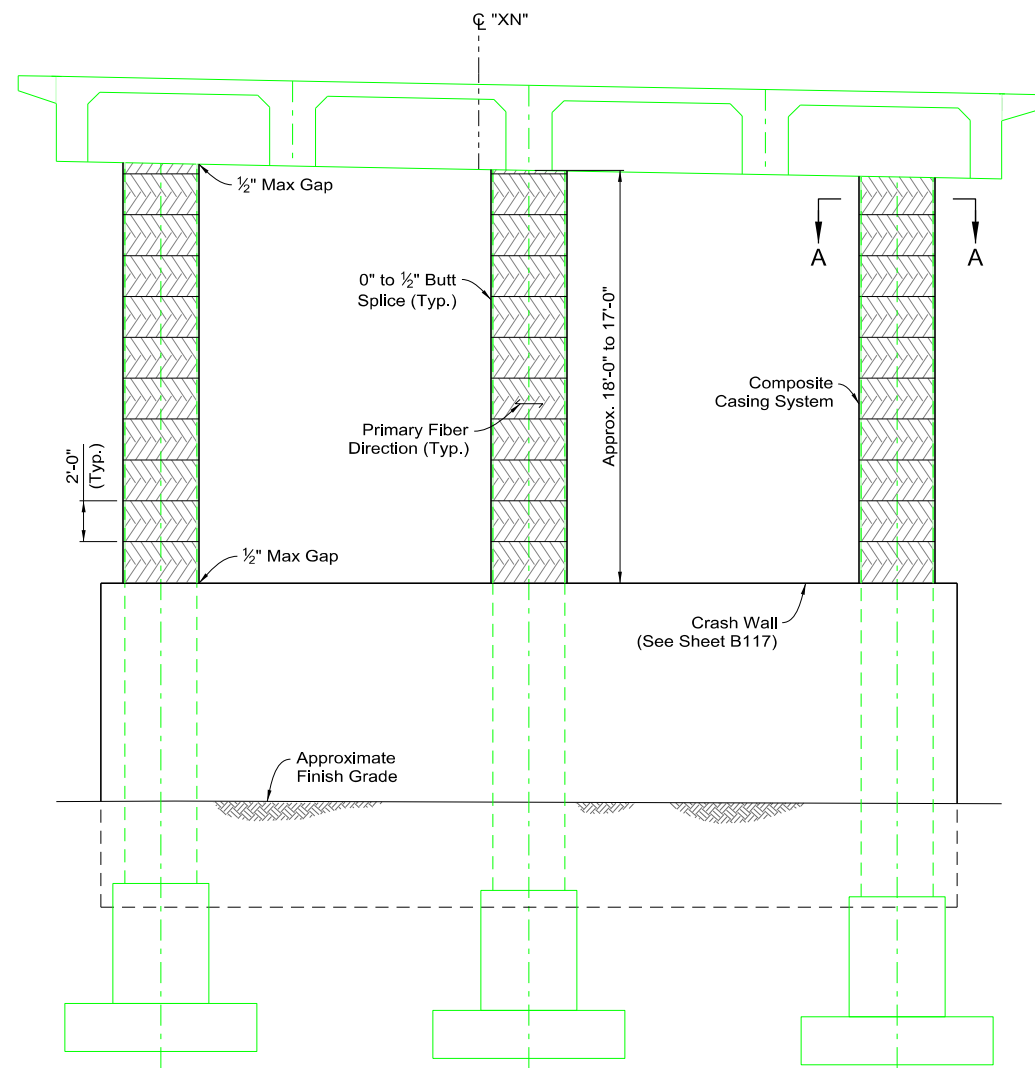 ℄ "XN"
½" Max Gap
A
A
0" to ½" Butt
Splice (Typ.)
Approx. 18'-0" to 17'-0"
Composite
Casing System
Primary Fiber
Direction (Typ.)
2'-0"
(Typ.)
½" Max Gap
Crash Wall
(See Sheet B117)
Approximate
Finish Grade